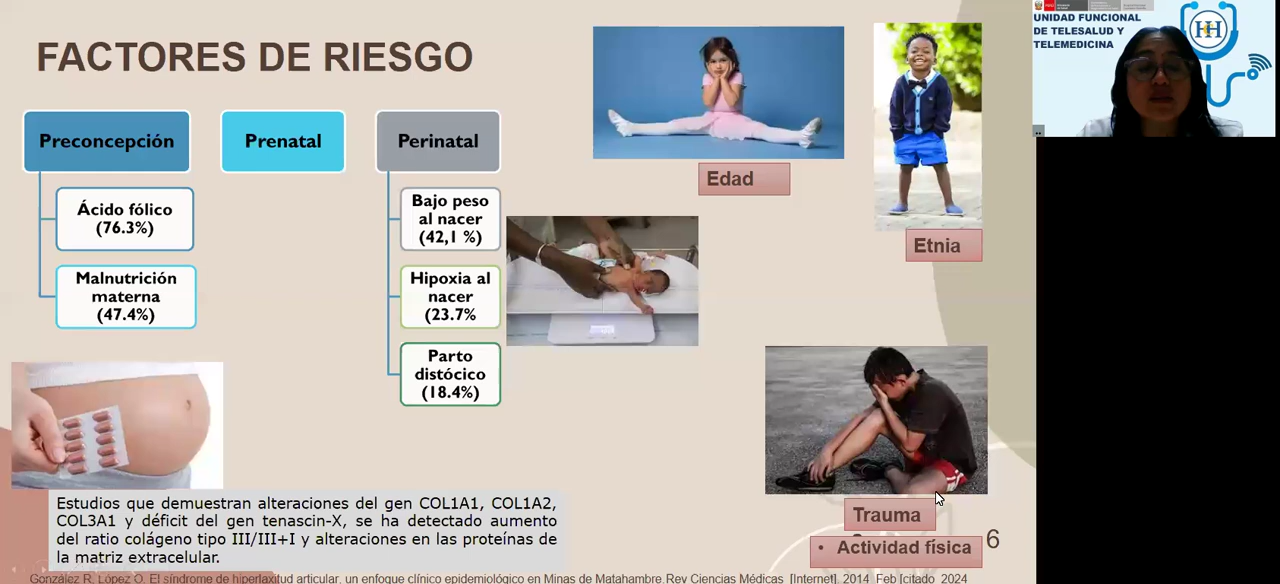 FACTORES DE RIESGO
Preconcepción
Ácido fólico
(76.3%)
Malnutrición
materna
(47.4%)
Prenatal
Perinatal
Bajo peso
al nacer
(42,1 %)
Hipoxia al
nacer
(23.7%
Parto
distócico
(18.4%)
Edad
Etnia
Trauma
• Actividad física
6
Estudios que demuestran alteraciones del gen COL1A1, COL1A2,
COL3A1 y déficit del gen tenascin-X, se ha detectado aumento
del ratio colágeno tipo III/III+I y alteraciones en las proteínas de
la matriz extracelular.
González R, López O. El síndrome de hiperlaxitud articular, un enfoque clínico epidemiológico en Minas de Matahambre.Rev Ciencias Médicas [Internet]. 2014 Feb [citado 2024
UNIDAD FUNCIONAL
DE TELESALUD Y
TELEMEDICINA